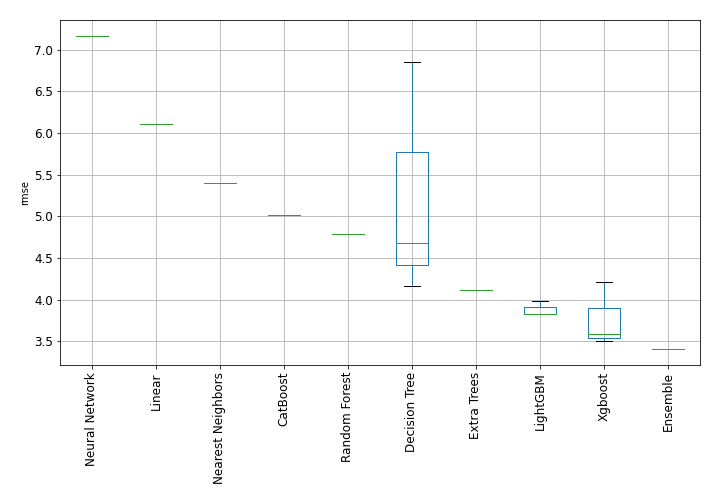 7.0
6.5
6.0
5.5
5.0
4.5
4.0
3.5
rmse
Neural Network
Linear
Nearest Neighbors
CatBoost
Random Forest
Decision Tree
Extra Trees
LightGBM
Xgboost
Ensemble